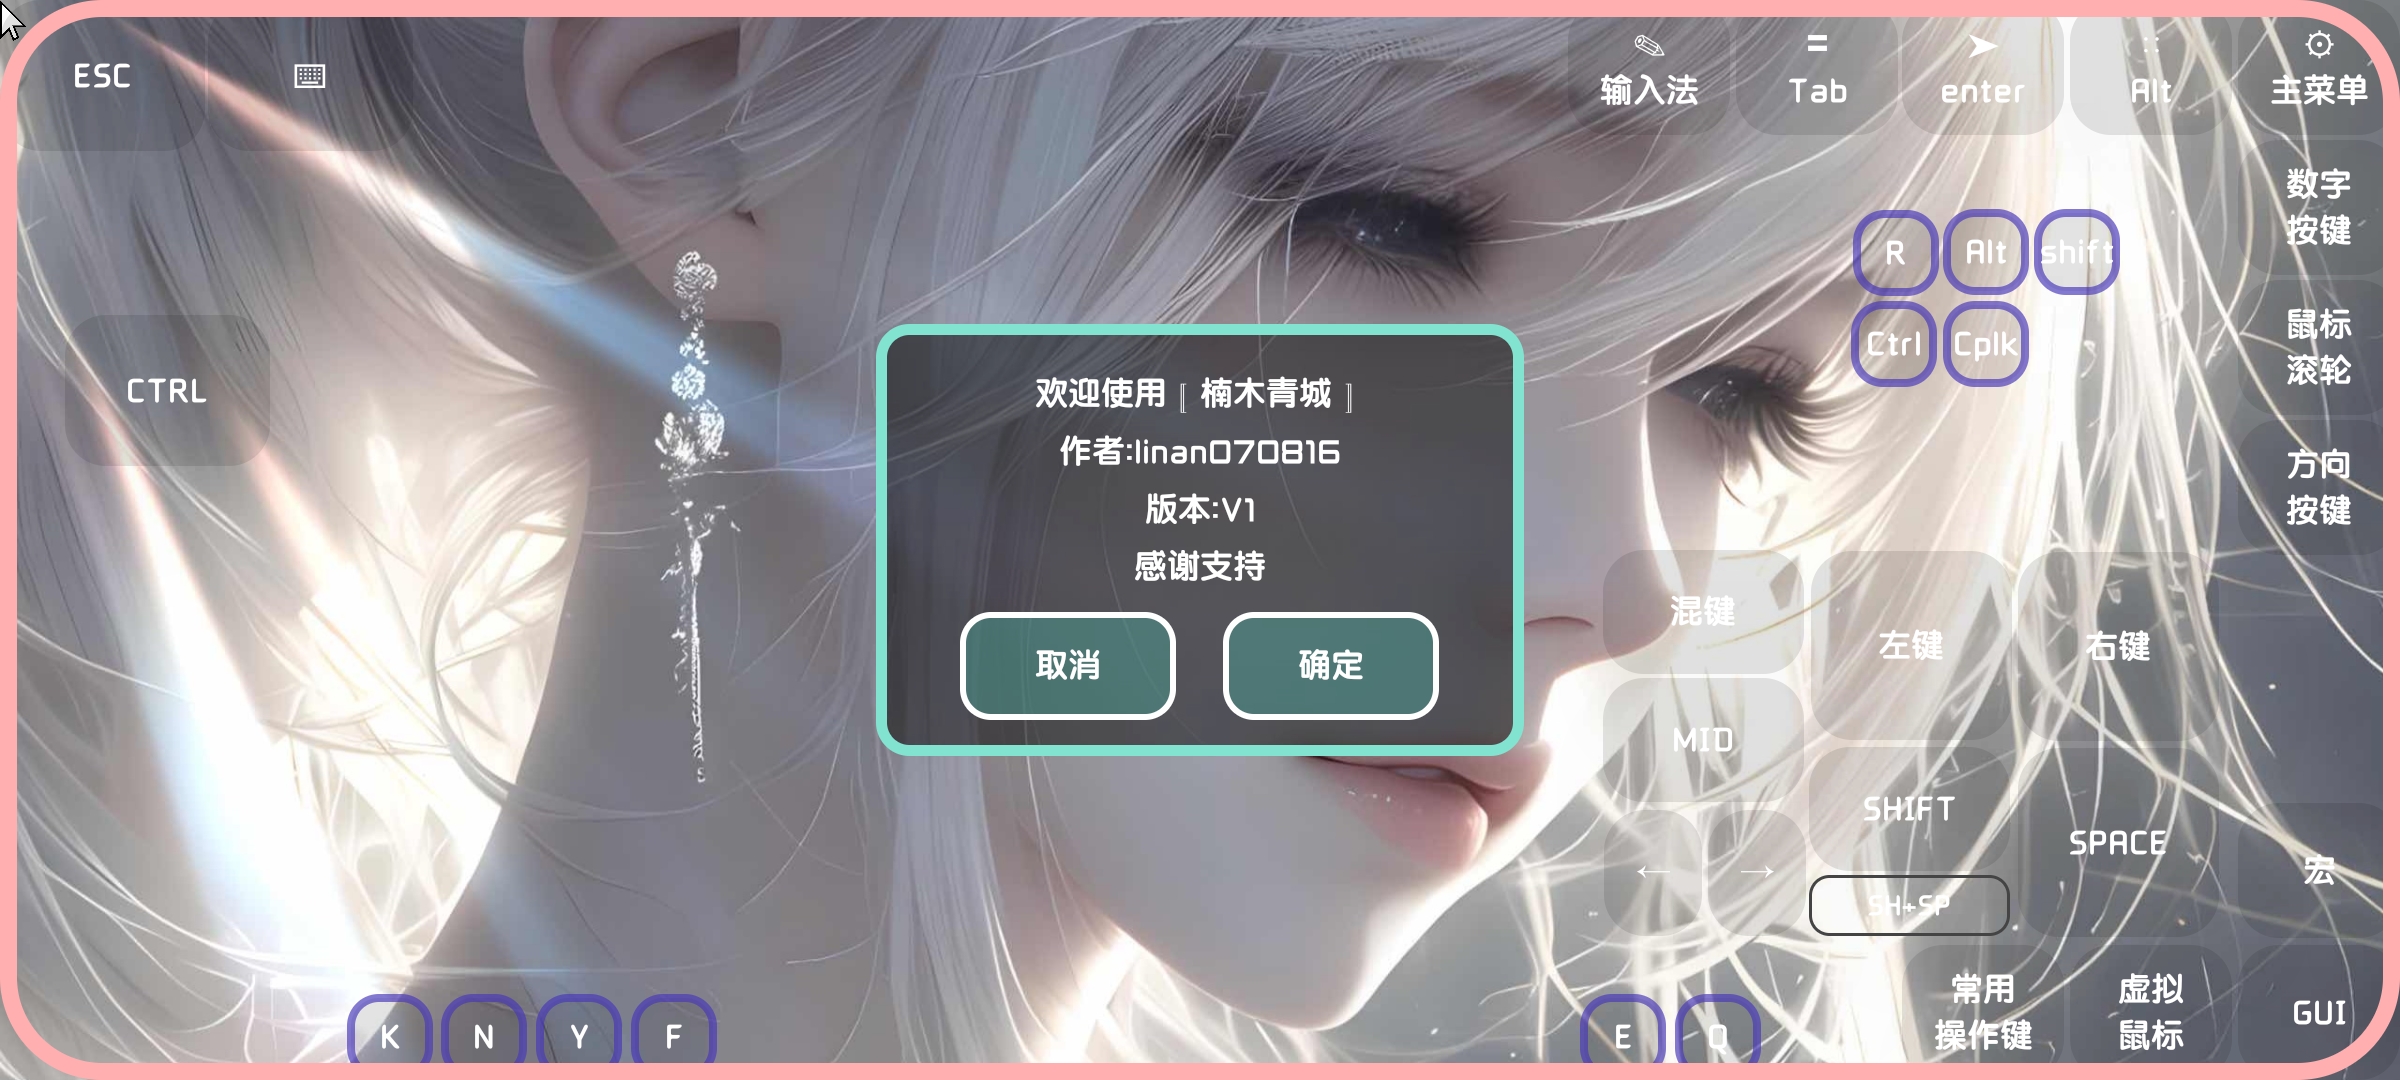 ESC
输入法
Tab
enter
Alt
主菜单
数字
按键
R
Alt
shift
鼠标
滚轮
Ctrl
Cplk
CTRL
欢迎使用〚楠木青城〛
作者:linan070816
版本:V1
感谢支持
取消
确定
方向
按键
混键
左键
右键
MID
SHIFT
SPACE
←
→
SH+SP
宏
常用
操作键
虚拟
鼠标
GUI
K
N
Y
F
E
Q